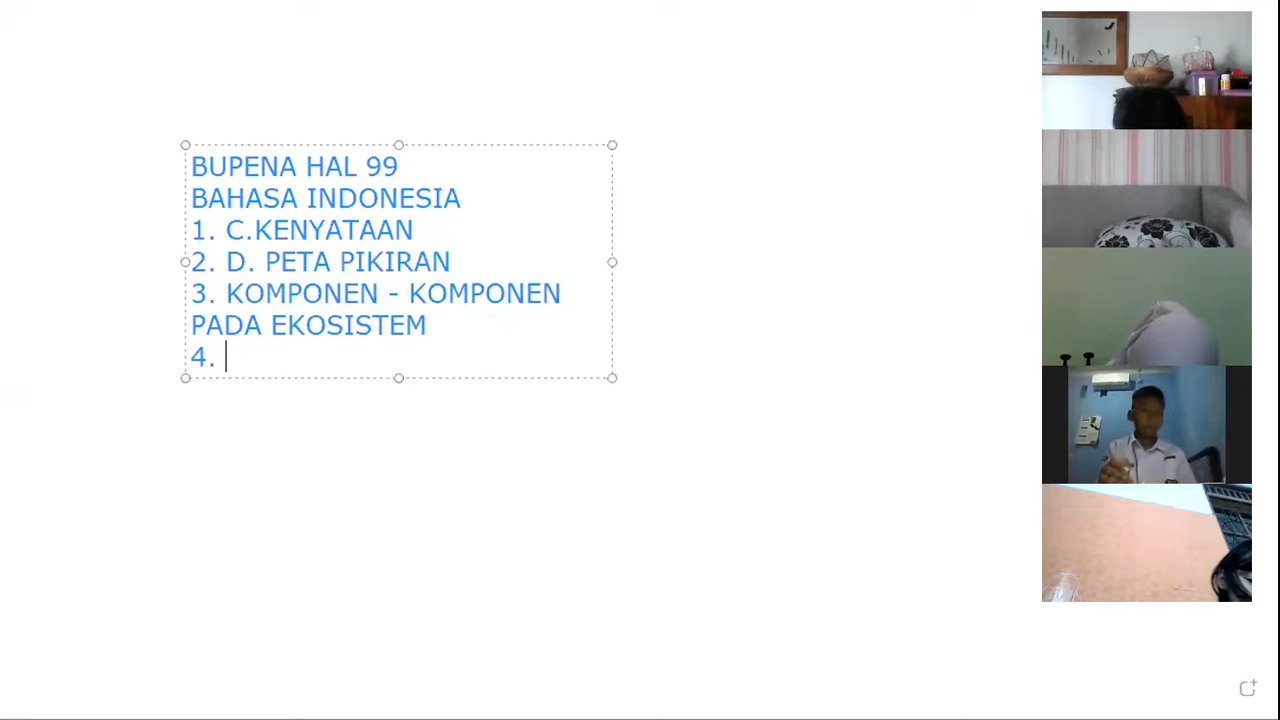 BUPENA HAL 99
BAHASA INDONESIA
1. C.KENYATAAN
2. D. PETA PIKIRAN
3. KOMPONEN - KOMPONEN
PADA EKOSISTEM
4.